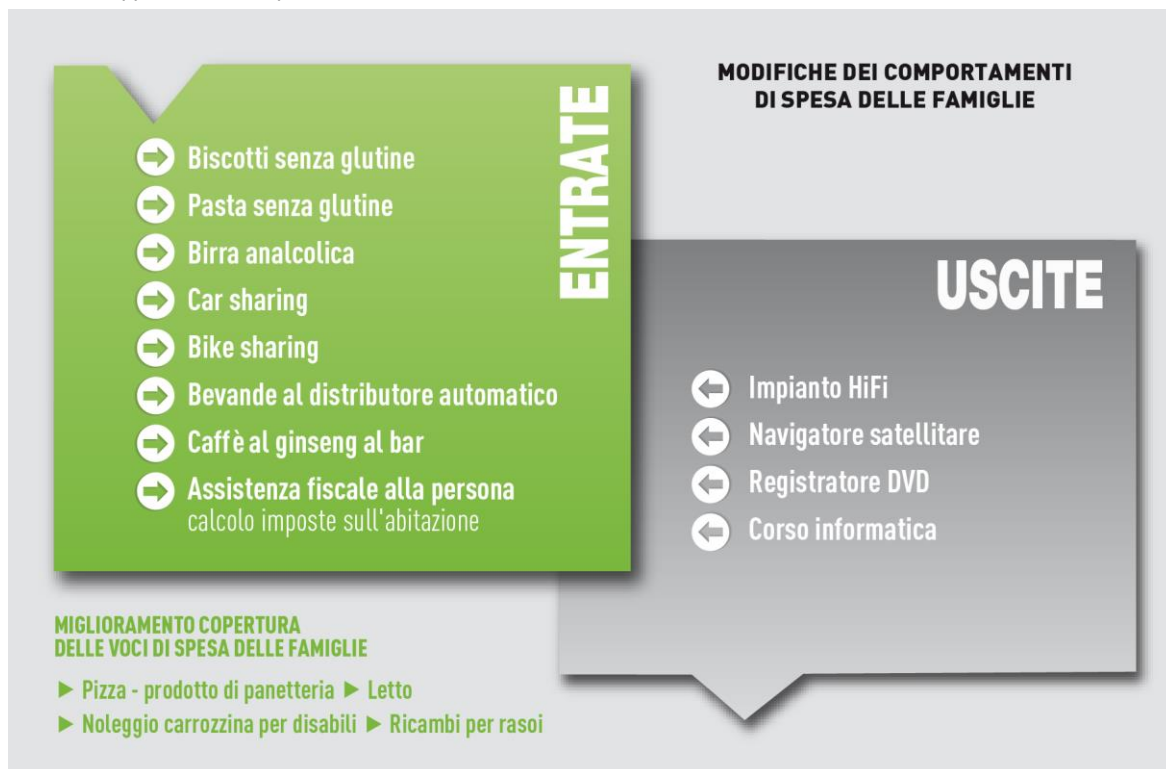 MODIFICHE DEI COMPORTAMENTI
DI SPESA DELLE FAMIGLIE
ENTRATE
Biscotti senza glutine
Pasta senza glutine
Birra analcolica
Car sharing
Bike sharing
Bevande al distributore automatico
Caffè al ginseng al bar
Assistenza fiscale alla persona
calcolo imposte sull'abitazione
USCITE
Impianto HiFi
Navigatore satellitare
Registratore DVD
Corso informatica
MIGLIORAMENTO COPERTURA
DELLE VOCI DI SPESA DELLE FAMIGLIE
► Pizza - prodotto di panetteria ► Letto
► Noleggio carrozzina per disabili ► Ricambi per rasoi